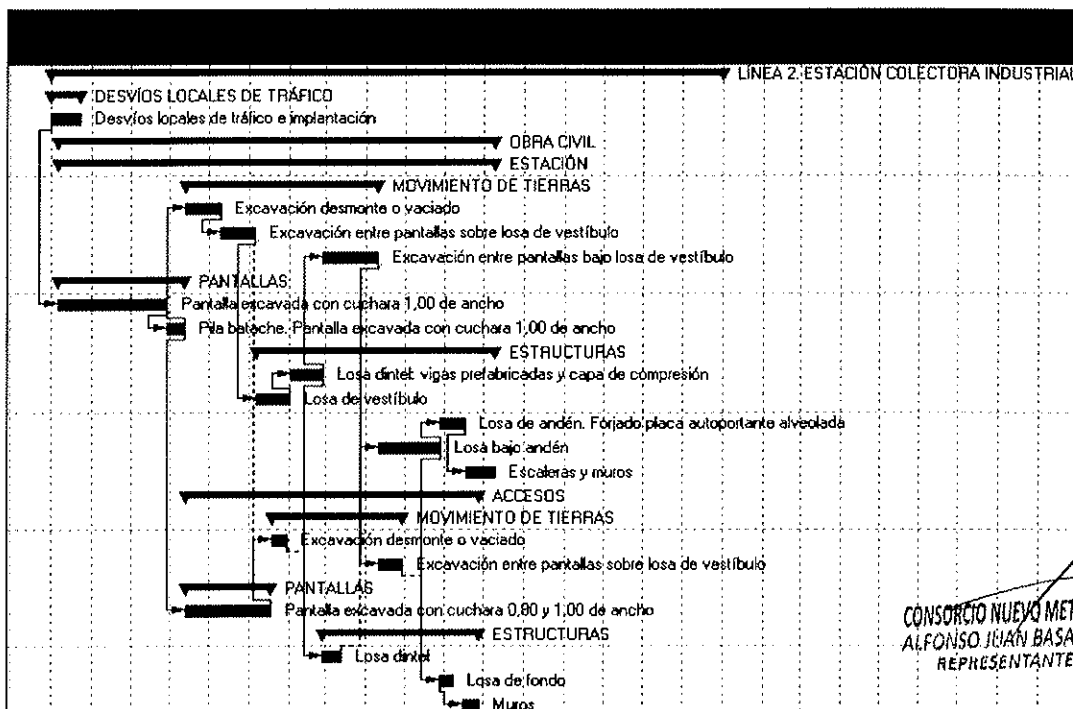 LÍNEA 2. ESTACIÓN COLECTORA INDUSTRIAL
DESVÍOS LOCALES DE TRÁFICO
Desvíos locales de tráfico e implantación
OBRA CIVIL
ESTACIÓN
MOVIMIENTO DE TIERRAS
Excavación desmonte o vaciado
Excavación entre pantallas sobre losa de vestíbulo
Excavación entre pantallas bajo losa de vestíbulo
PANTALLAS
Pantalla excavada con cuchara 1,00 de ancho
Pila batache. Pantalla excavada con cuchara 1,00 de ancho
ESTRUCTURAS
Losa dintel: vigas prefabricadas y capa de compresión
Losa de vestíbulo
Losa de andén. Forjado placa autoportante alveolada
Losa bajo andén
Escaleras y muros
ACCESOS
MOVIMIENTO DE TIERRAS
Excavación desmonte o vaciado
Excavación entre pantallas sobre losa de vestíbulo
PANTALLAS
Pantalla excavada con cuchara 0,80 y 1,00 de ancho
ESTRUCTURAS
Losa dintel
Losa de fondo
Muros
CONSORCIO NUEVO MET
ALFONSO JUAN BASA
REPRESENTANTE